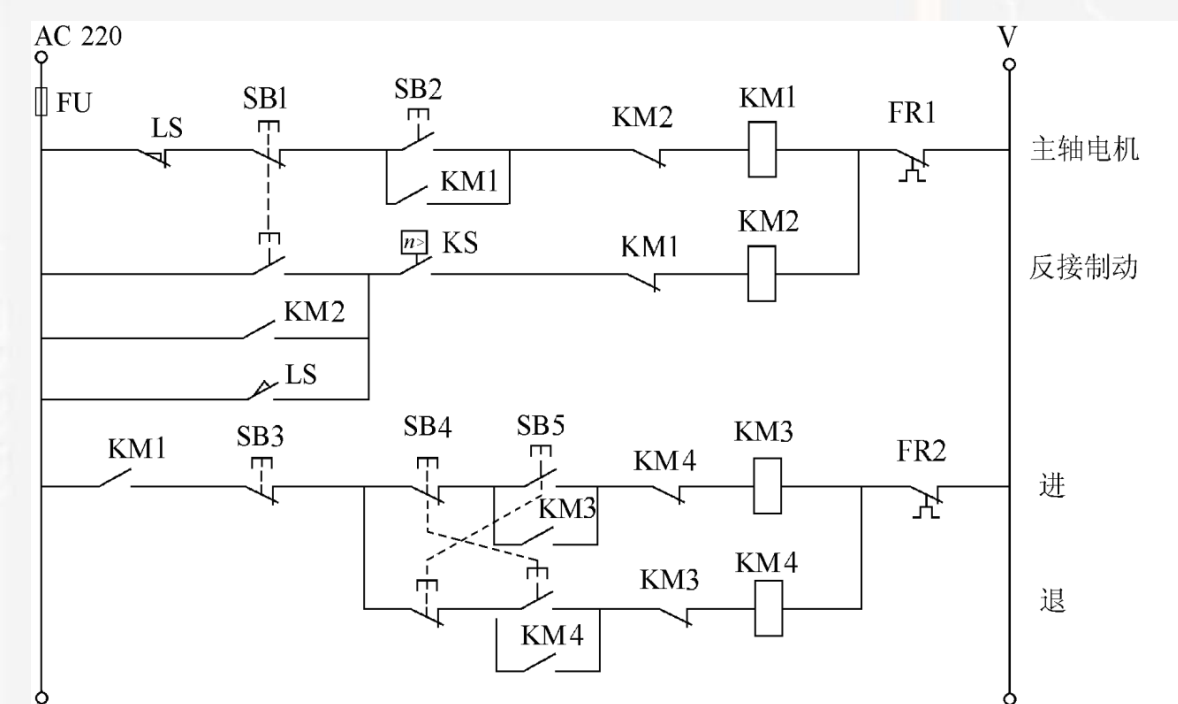 AC 220
V
FU
LS
SB1
SB2
KM2
KM1
FR1
主轴电机
KM1
n>
KS
KM1
KM2
反接制动
KM2
LS
KM1
SB3
SB4
SB5
KM4
KM3
FR2
进
KM3
KM3
KM4
退
KM4